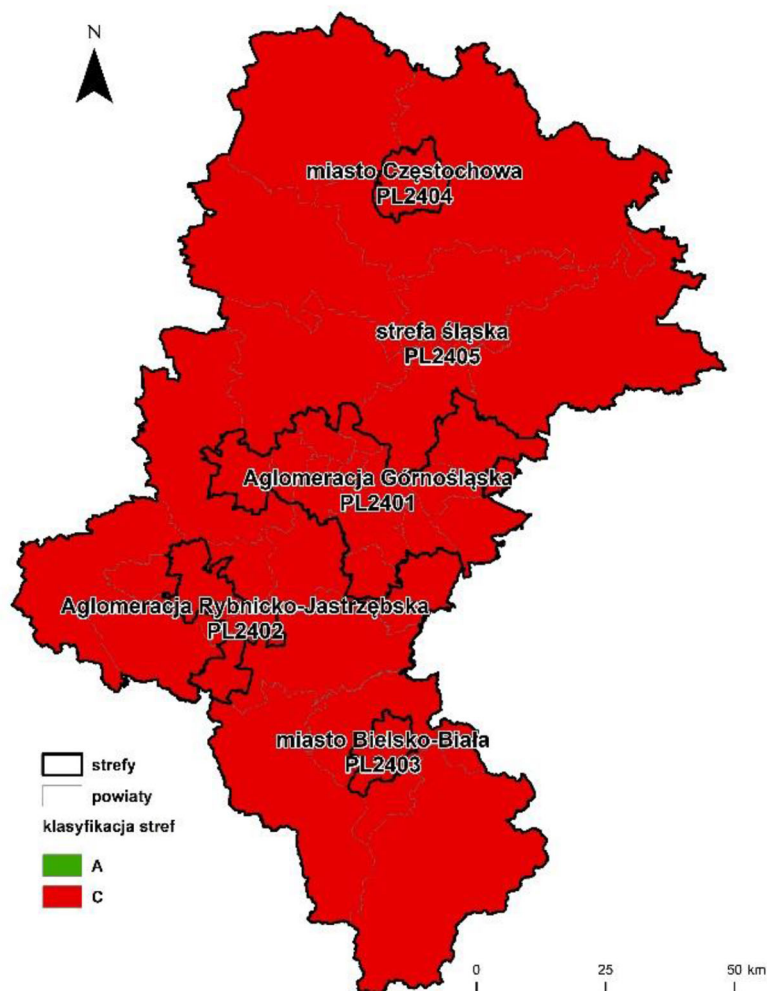 N
miasto Częstochowa
PL2404
strefa śląska
PL2405
Aglomeracja Górnośląska
PL2401
Aglomeracja Rybnicko-Jastrzębska
PL2402
miasto Bielsko-Biała
PL2403
strefy
powiaty
klasyfikacja stref
A
C
0 25 50 km